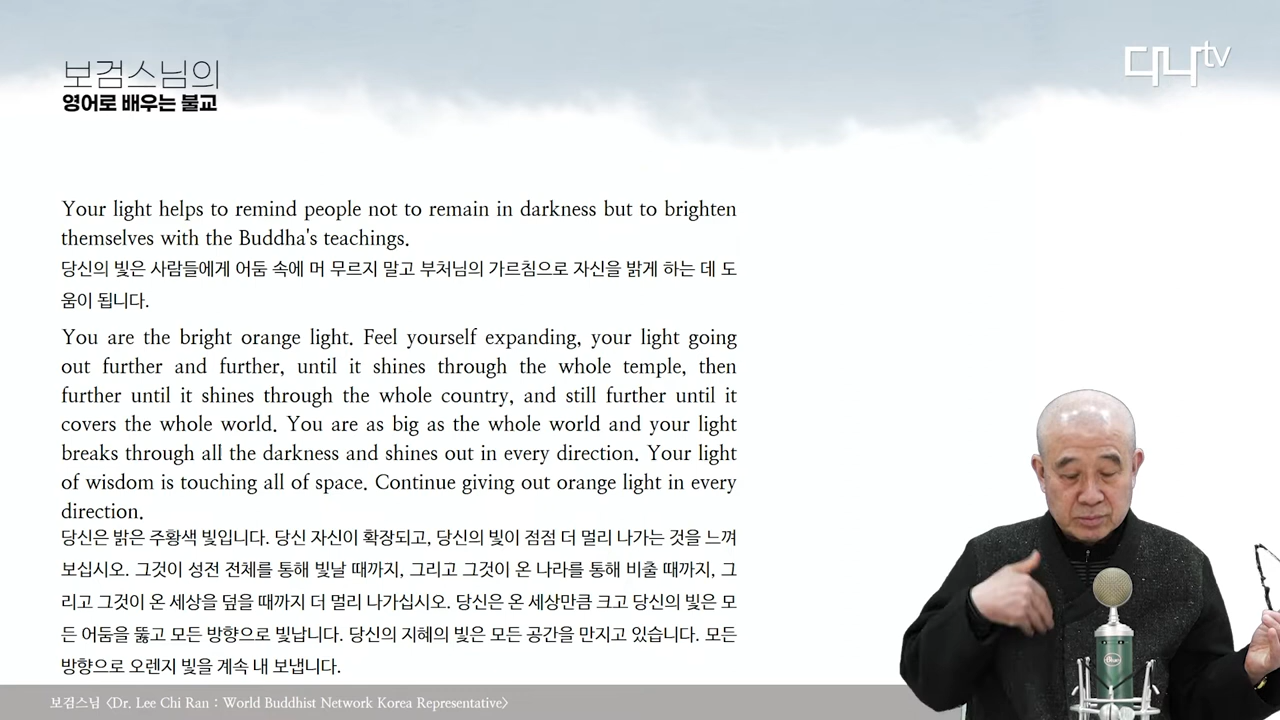 보검스님의
영어로 배우는 불교
디나tv
Your light helps to remind people not to remain in darkness but to brighten
themselves with the Buddha's teachings.
당신의 빛은 사람들에게 어둠 속에 머 무르지 말고 부처님의 가르침으로 자신을 밝게 하는 데 도
움이 됩니다.
You are the bright orange light. Feel yourself expanding, your light going
out further and further, until it shines through the whole temple, then
further until it shines through the whole country, and still further until it
covers the whole world. You are as big as the whole world and your light
breaks through all the darkness and shines out in every direction. Your light
of wisdom is touching all of space. Continue giving out orange light in every
direction.
당신은 밝은 주황색 빛입니다. 당신 자신이 확장되고, 당신의 빛이 점점 더 멀리 나가는 것을 느껴
보십시오. 그것이 성전 전체를 통해 빛날 때까지, 그리고 그것이 온 나라를 통해 비출 때까지, 그
리고 그것이 온 세상을 덮을 때까지 더 멀리 나가십시오. 당신은 온 세상만큼 크고 당신의 빛은 모
든 어둠을 뚫고 모든 방향으로 빛납니다. 당신의 지혜의 빛은 모든 공간을 만지고 있습니다. 모든
방향으로 오렌지 빛을 계속 내 보냅니다.
Blue
보검스님 <Dr. Lee Chi Ran : World Buddhist Network Korea Representative>